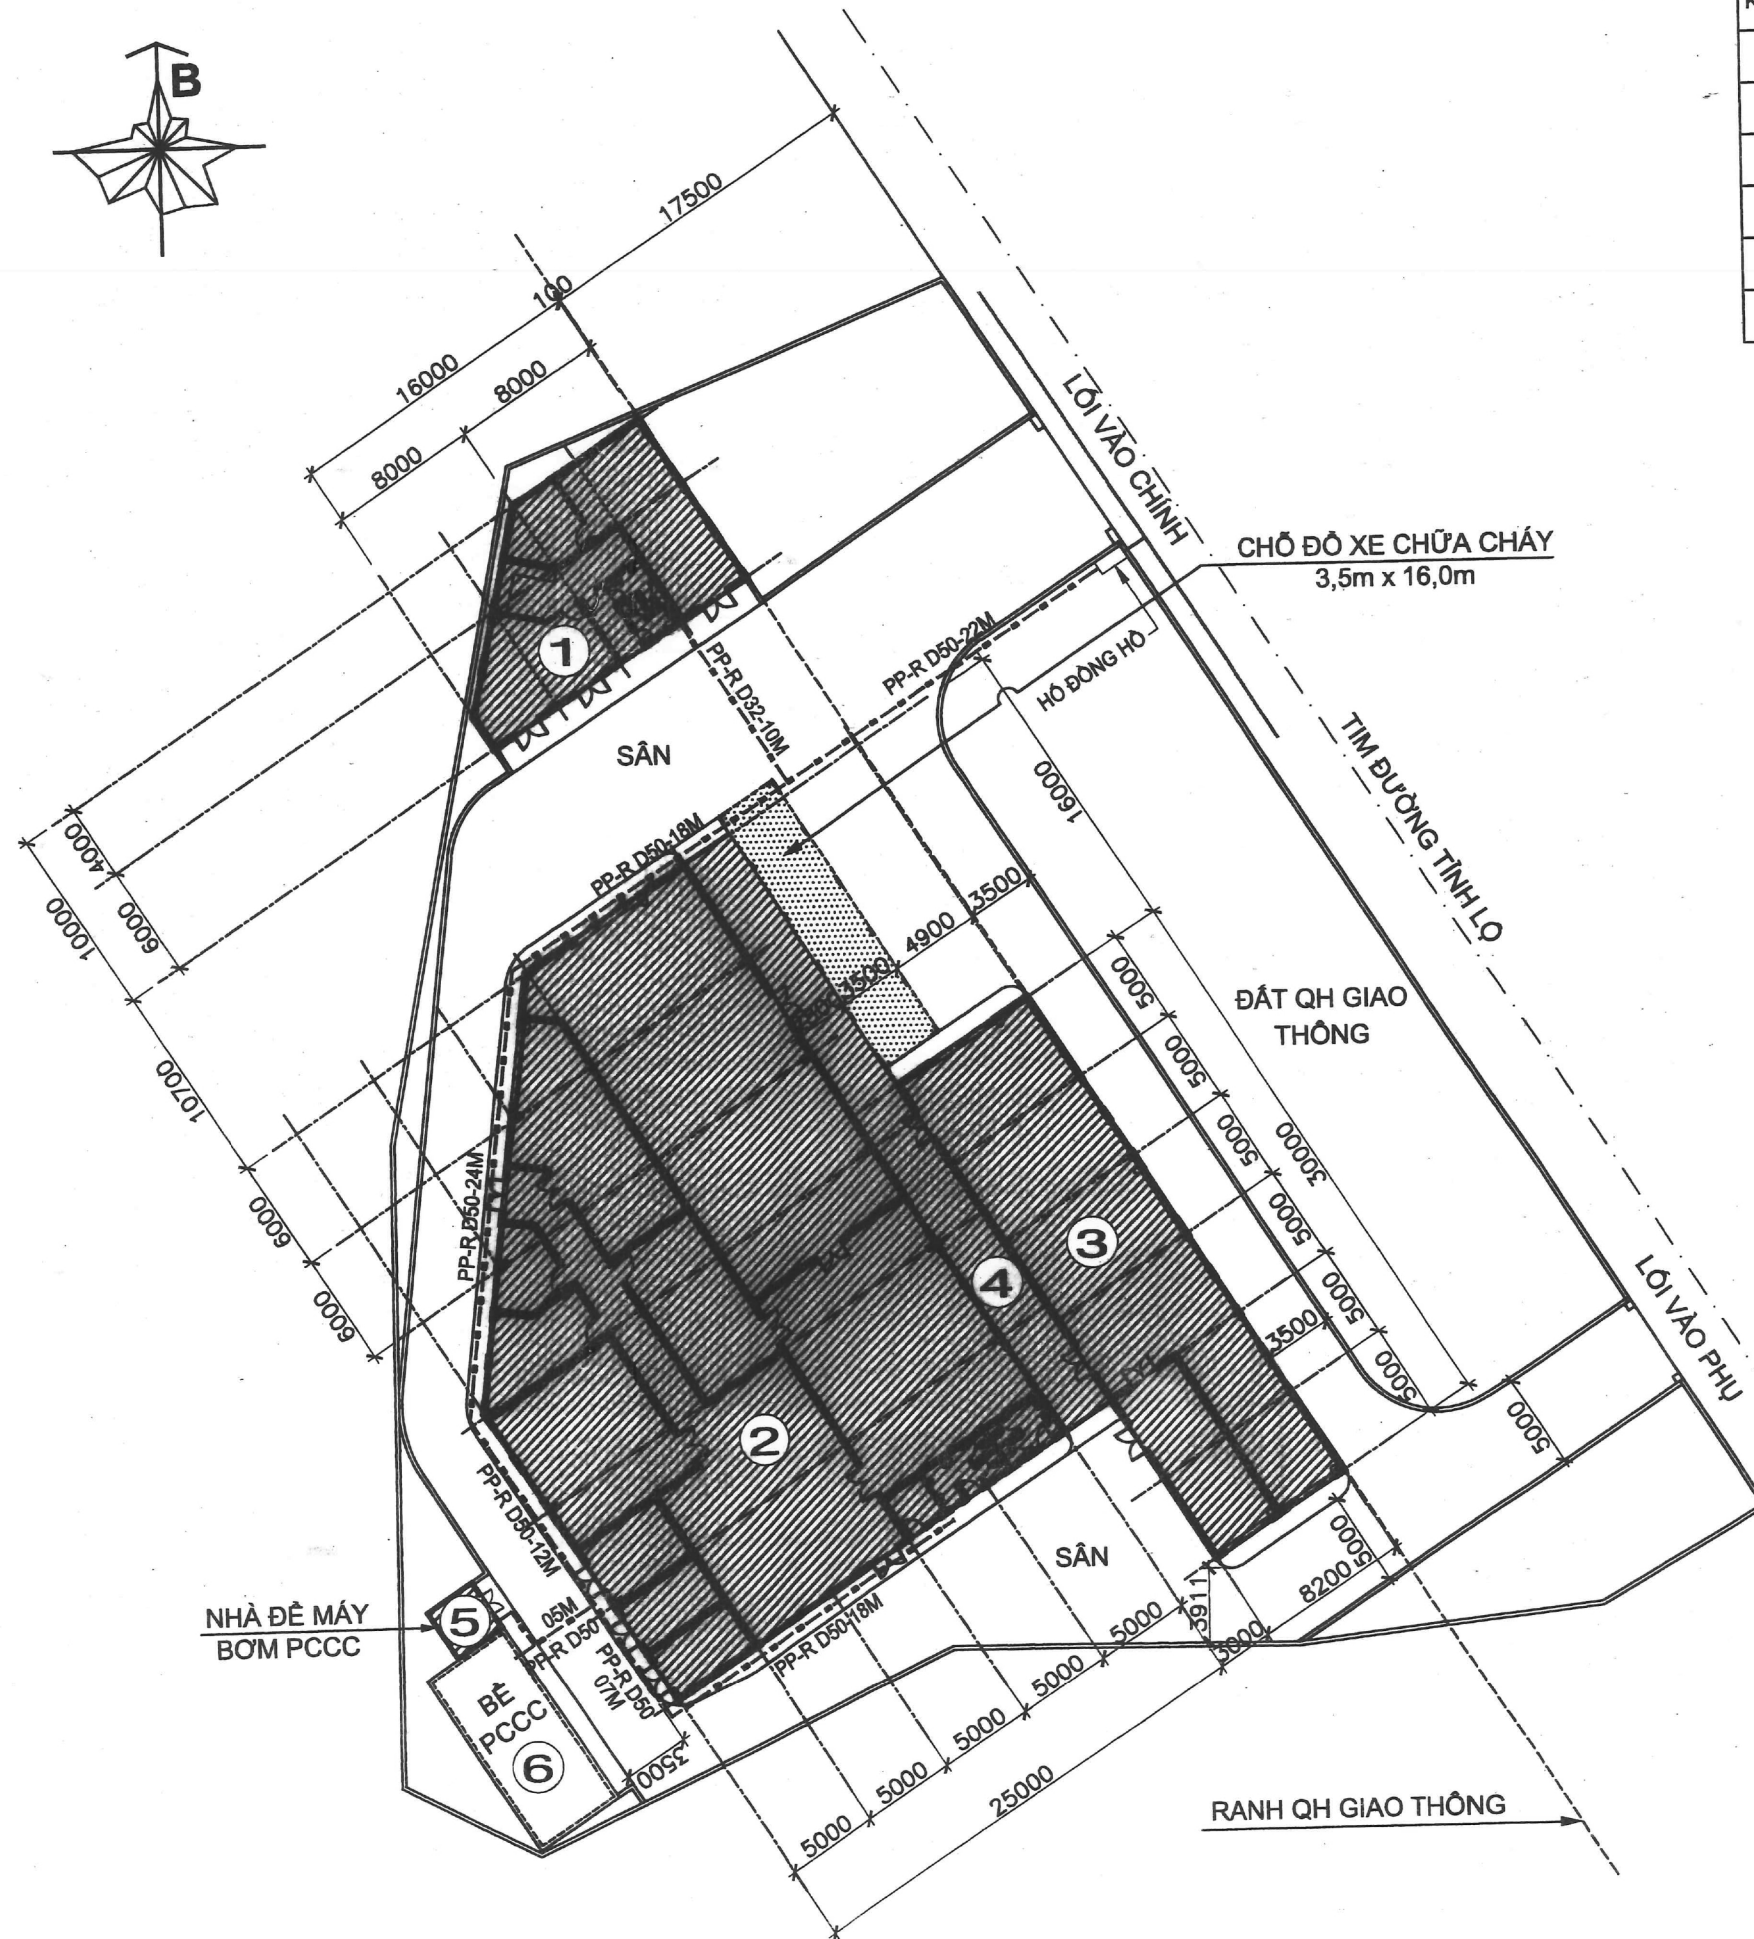 B
17500
100
16000
8000
8000
LỐI VÀO CHÍNH
CHỖ ĐỖ XE CHỮA CHÁY
3,5m x 16,0m
1
PP-R D32-10M
PP-R D50-22M
HỐ ĐỒNG HỒ
SÂN
16000
TIM ĐƯỜNG TỈNH LỘ
4000
6000
10000
PP-R D50-18M
3500
4900
3500
5000
ĐẤT QH GIAO
THÔNG
10700
5000
5000
30000
5000
PP-R D50-24M
6000
6000
3
4
5000
3500
5000
LỐI VÀO PHỤ
2
5000
PP-R D50-12M
SÂN
5000
8200
5911
3000
NHÀ ĐỂ MÁY
BƠM PCCC
5
05M
PP-R D50
PP-R D50
07M
PP-R D50-18M
BỂ
PCCC
6
3500
5000
5000
5000
5000
5000
25000
RANH QH GIAO THÔNG